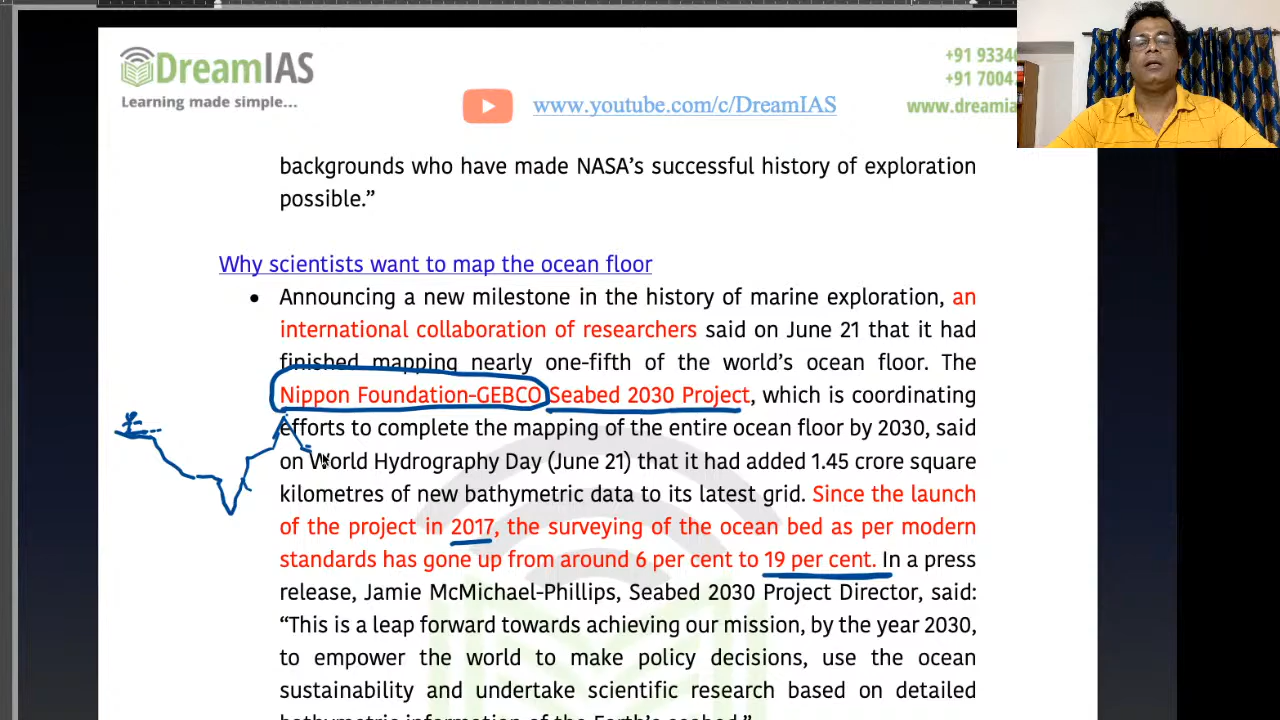 DreamIAS
Learning made simple...
www.youtube.com/c/DreamIAS
+91 9334
+91 7004
www.dreamia
backgrounds who have made NASA's successful history of exploration
possible."
Why scientists want to map the ocean floor
• Announcing a new milestone in the history of marine exploration, an
international collaboration of researchers said on June 21 that it had
finished mapping nearly one-fifth of the world's ocean floor. The
Nippon Foundation-GEBCO Seabed 2030 Project, which is coordinating
efforts to complete the mapping of the entire ocean floor by 2030, said
on World Hydrography Day (June 21) that it had added 1.45 crore square
kilometres of new bathymetric data to its latest grid. Since the launch
of the project in 2017, the surveying of the ocean bed as per modern
standards has gone up from around 6 per cent to 19 per cent. In a press
release, Jamie McMichael-Phillips, Seabed 2030 Project Director, said:
"This is a leap forward towards achieving our mission, by the year 2030,
to empower the world to make policy decisions, use the ocean
sustainability and undertake scientific research based on detailed
bathymetric information of the Earth's seabed."